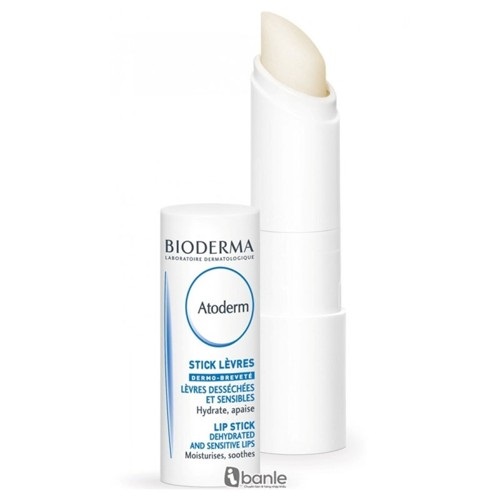 BIODERMA
LABORATOIRE DERMATOLOGIQUE
Atoderm
STICK LÈVRES
DERMO-BREVETÉ
LÈVRES DESSÉCHÉES
ET SENSIBLES
Hydrate, apaise
LIP STICK
DEHYDRATED
AND SENSITIVE LIPS
Moisturises, soothes
ibanle